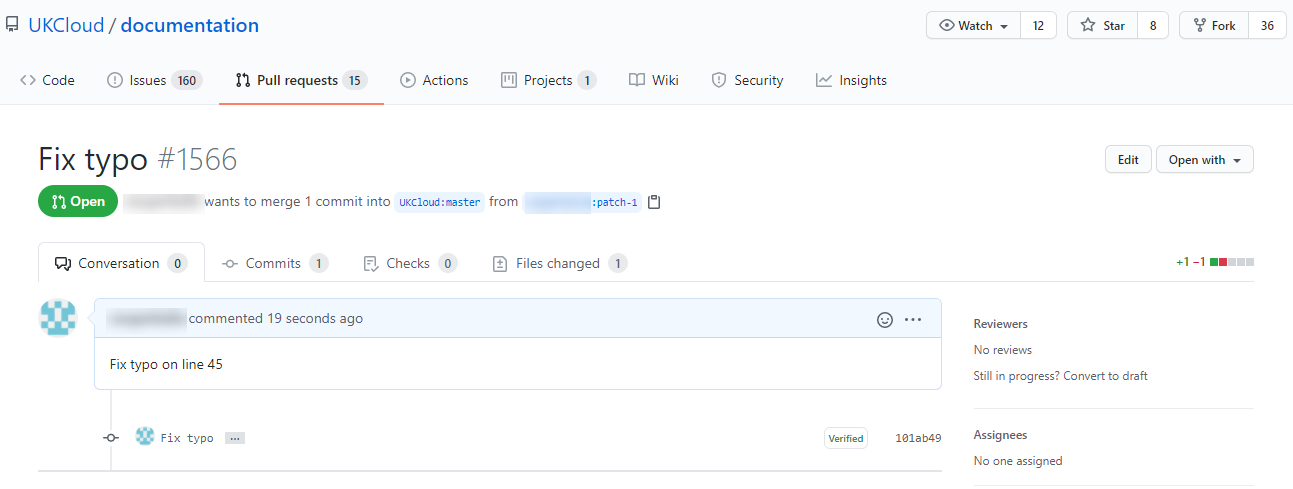 UKCloud / documentation
Watch 12 Star 8 Fork 36
Code Issues 160 Pull requests 15 Actions Projects 1 Wiki Security Insights
Fix typo #1566
Edit Open with
Open wants to merge 1 commit into UKCloud:master from :patch-1
Conversation 0 Commits 1 Checks 0 Files changed 1 +1 −1
commented 19 seconds ago
Fix typo on line 45
Fix typo ... Verified 101ab49
Reviewers
No reviews
Still in progress? Convert to draft
Assignees
No one assigned